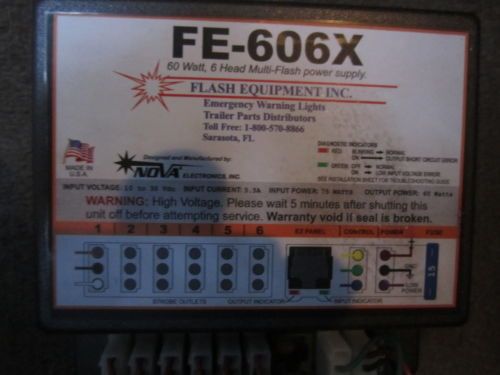 FE-606X
60 Watt, 6 Head Multi-Flash power supply.
FLASH EQUIPMENT INC.
Emergency Warning Lights
Trailer Parts Distributors
Toll Free: 1-800-570-8866
Sarasota, FL
DIAGNOSTIC INDICATORS
RED BLINKING NORMAL
ON OUTPUT SHORT CIRCUIT ERROR
GREEN OFF NORMAL
ON LOW INPUT VOLTAGE ERROR
SEE INSTALLATION SHEET FOR TROUBLESHOOTING GUIDE
MADE IN
U.S.A.
Designed and Manufactured by:
NOVA ELECTRONICS, INC.
INPUT VOLTAGE: 10 to 30 Vdc INPUT CURRENT: 5.3A INPUT POWER: 75 WATTS OUTPUT POWER: 60 Watts
WARNING: High Voltage. Please wait 5 minutes after shutting this
unit off before attempting service. Warranty void if seal is broken.
1 2 3 4 5 6 EZ PANEL CONTROL POWER FUSE
15
LOW
POWER
STROBE OUTLETS OUTPUT INDICATOR INPUT INDICATOR